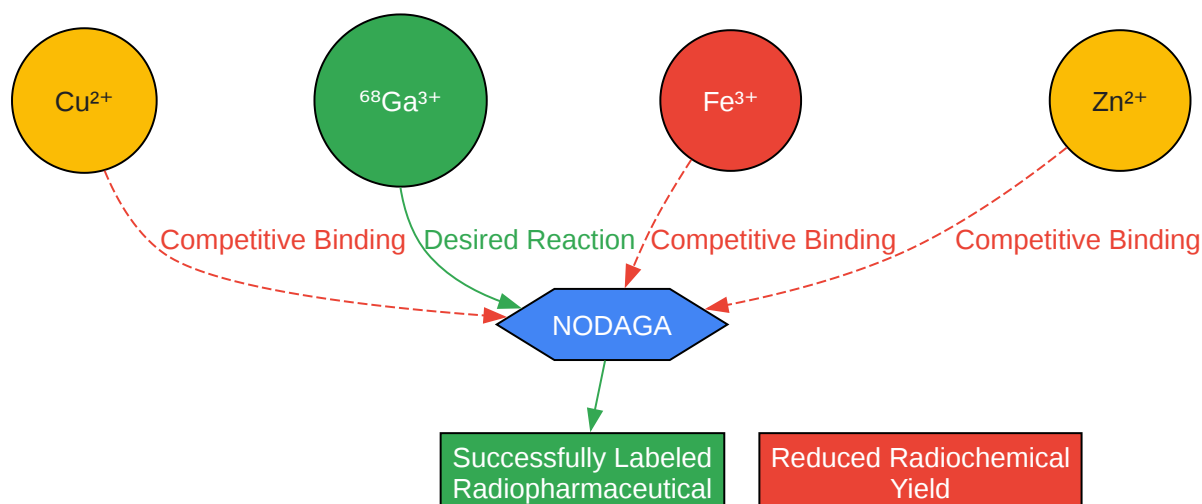 Cu²⁺
⁶⁸Ga³⁺
Fe³⁺
Zn²⁺
Competitive Binding
Desired Reaction
Competitive Binding
Competitive Binding
NODAGA
Successfully Labeled
Radiopharmaceutical
Reduced Radiochemical
Yield